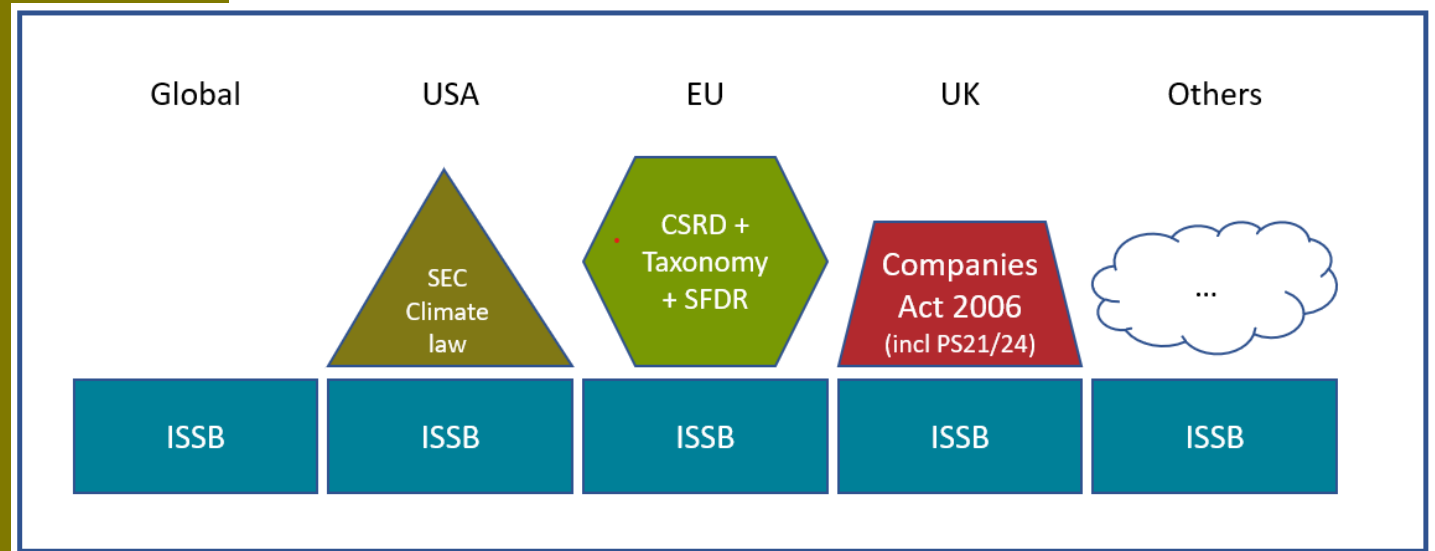 Global USA EU UK Others
SEC
Climate
law
CSRD +
Taxonomy
+ SFDR
Companies
Act 2006
(incl PS21/24)
...
ISSB ISSB ISSB ISSB ISSB